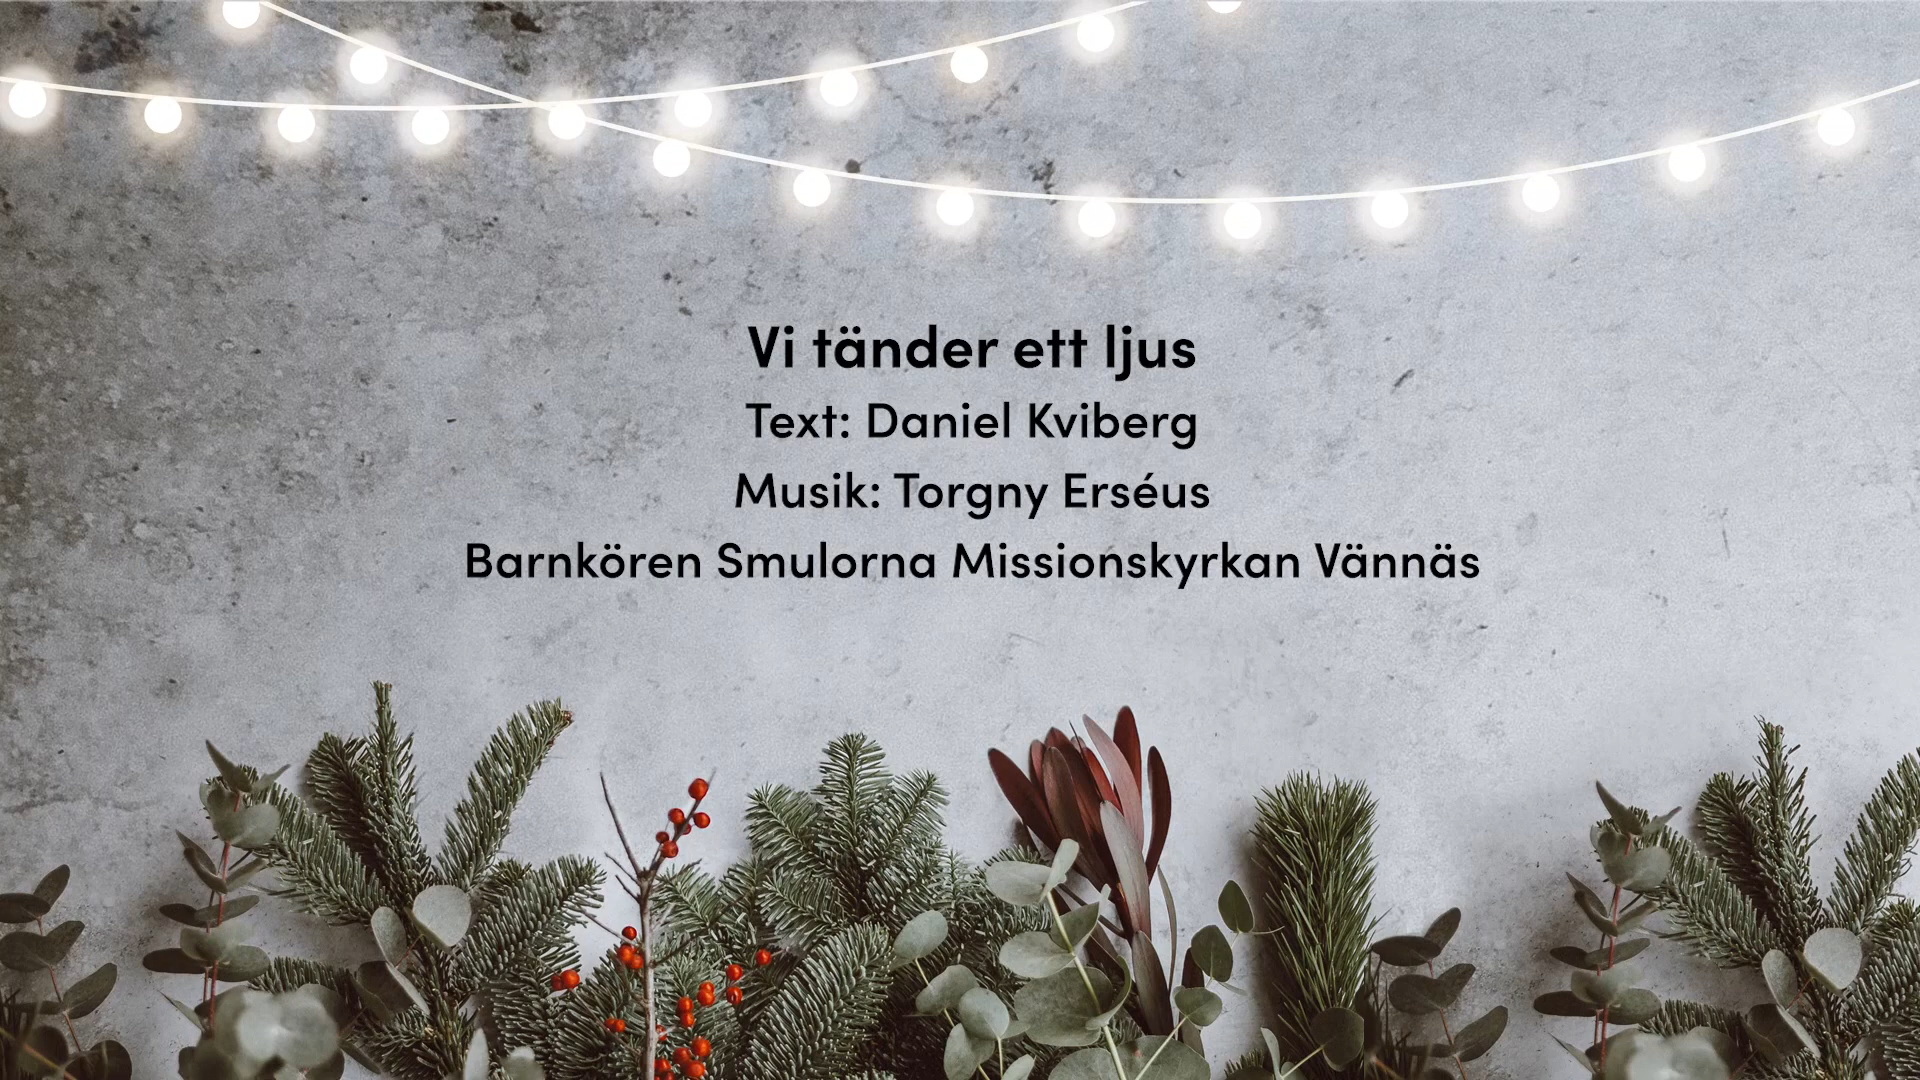 Vi tänder ett ljus
Text: Daniel Kviberg
Musik: Torgny Erséus
Barnkören Smulorna Missionskyrkan Vännäs